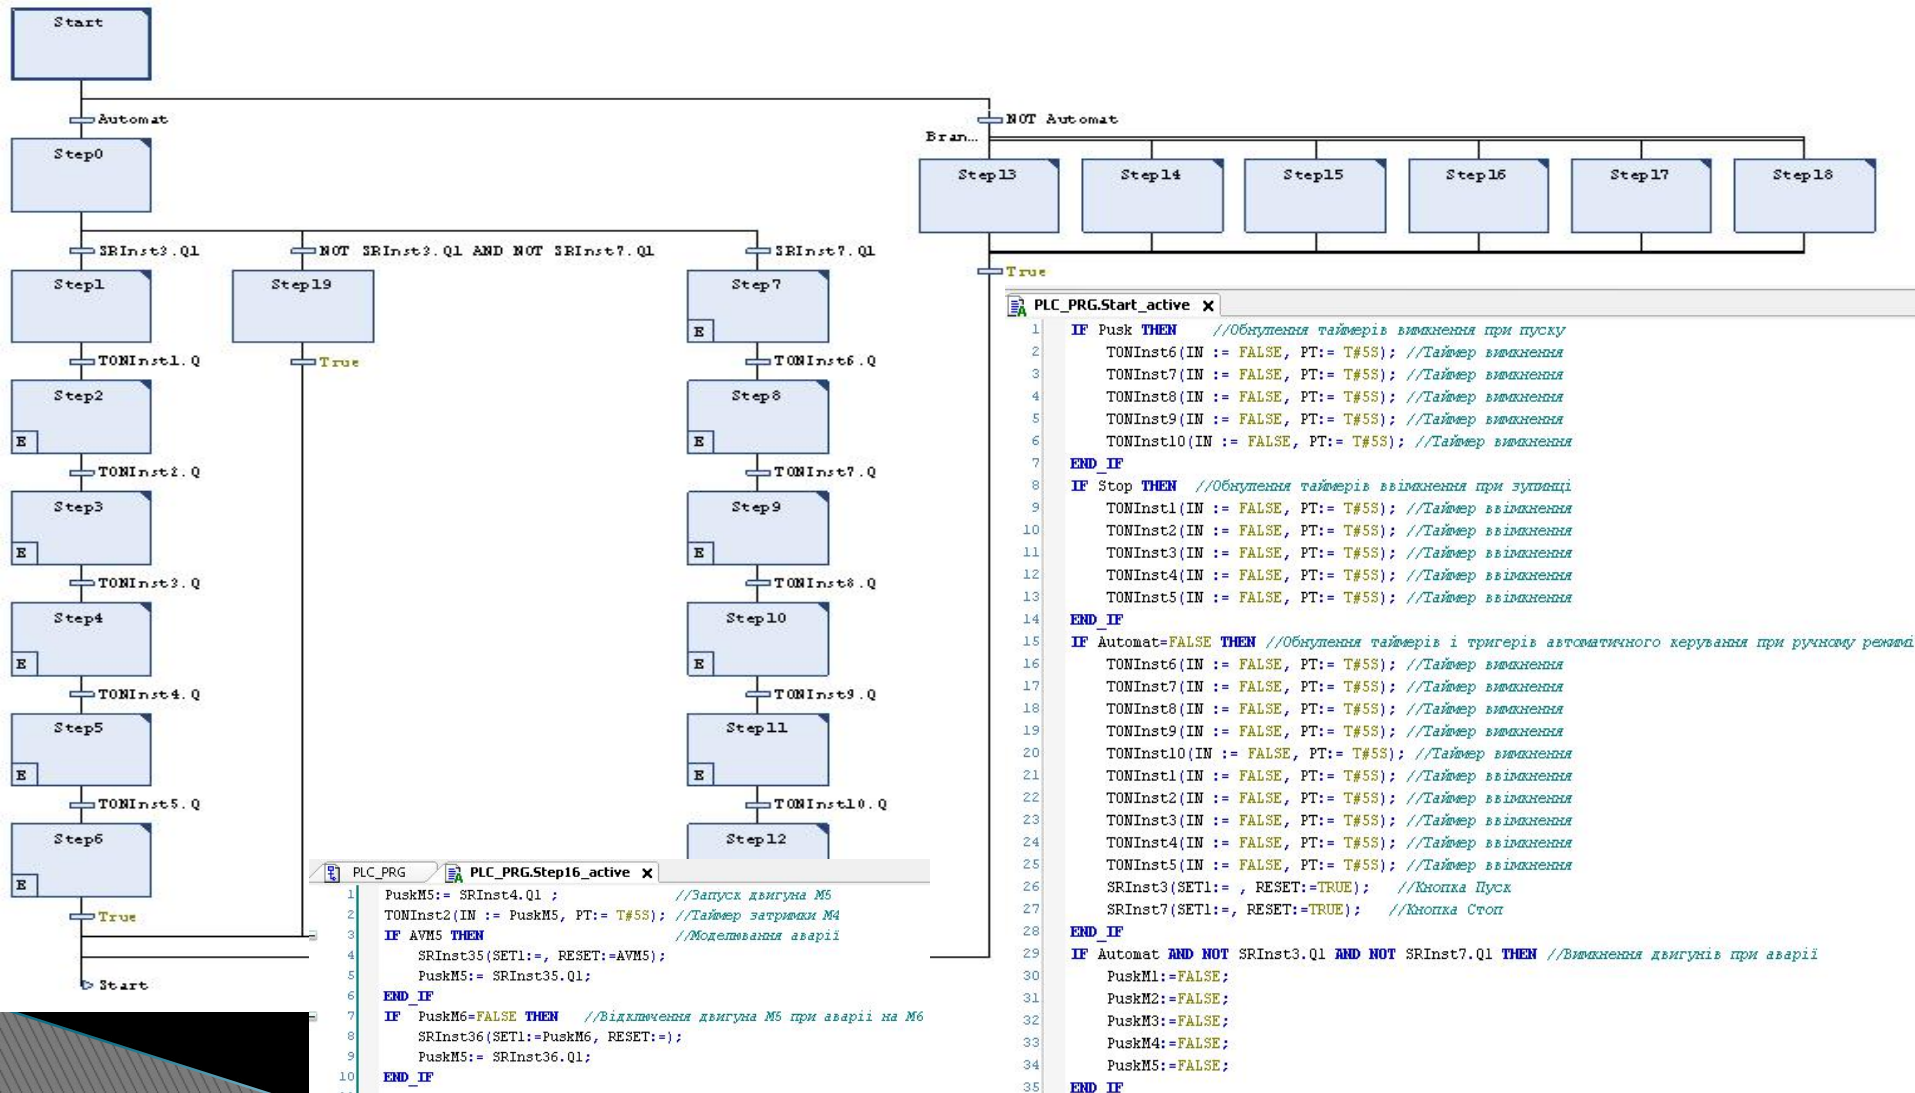 Start
Automat
NOT Automat
Bran...
Step0
Step13
Step14
Step15
Step16
Step17
Step18
SRInst3.Q1
NOT SRInst3.Q1 AND NOT SRInst7.Q1
SRInst7.Q1
True
Step1
Step19
Step7
E
TONInst1.Q
True
TONInst6.Q
Step2
E
Step8
E
TONInst2.Q
TONInst7.Q
Step3
E
Step9
E
TONInst3.Q
TONInst8.Q
Step4
E
Step10
E
TONInst4.Q
TONInst9.Q
Step5
E
Step11
E
TONInst5.Q
TONInst10.Q
Step6
E
Step12
True
Start
PLC_PRG.Start_active x
1 IF Pusk THEN //Обнулення таймерів вимкнення при пуску
2 TONInst6(IN := FALSE, PT:= T#5S); //Таймер вимкнення
3 TONInst7(IN := FALSE, PT:= T#5S); //Таймер вимкнення
4 TONInst8(IN := FALSE, PT:= T#5S); //Таймер вимкнення
5 TONInst9(IN := FALSE, PT:= T#5S); //Таймер вимкнення
6 TONInst10(IN := FALSE, PT:= T#5S); //Таймер вимкнення
7 END_IF
8 IF Stop THEN //Обнулення таймерів ввімкнення при зупинці
9 TONInst1(IN := FALSE, PT:= T#5S); //Таймер ввімкнення
10 TONInst2(IN := FALSE, PT:= T#5S); //Таймер ввімкнення
11 TONInst3(IN := FALSE, PT:= T#5S); //Таймер ввімкнення
12 TONInst4(IN := FALSE, PT:= T#5S); //Таймер ввімкнення
13 TONInst5(IN := FALSE, PT:= T#5S); //Таймер ввімкнення
14 END_IF
15 IF Automat=FALSE THEN //Обнулення таймерів і тригерів автоматичного керування при ручному режимі
16 TONInst6(IN := FALSE, PT:= T#5S); //Таймер вимкнення
17 TONInst7(IN := FALSE, PT:= T#5S); //Таймер вимкнення
18 TONInst8(IN := FALSE, PT:= T#5S); //Таймер вимкнення
19 TONInst9(IN := FALSE, PT:= T#5S); //Таймер вимкнення
20 TONInst10(IN := FALSE, PT:= T#5S); //Таймер вимкнення
21 TONInst1(IN := FALSE, PT:= T#5S); //Таймер ввімкнення
22 TONInst2(IN := FALSE, PT:= T#5S); //Таймер ввімкнення
23 TONInst3(IN := FALSE, PT:= T#5S); //Таймер ввімкнення
24 TONInst4(IN := FALSE, PT:= T#5S); //Таймер ввімкнення
25 TONInst5(IN := FALSE, PT:= T#5S); //Таймер ввімкнення
26 SRInst3(SET1:= , RESET:=TRUE); //Кнопка Пуск
27 SRInst7(SET1:=, RESET:=TRUE); //Кнопка Стоп
28 END_IF
29 IF Automat AND NOT SRInst3.Q1 AND NOT SRInst7.Q1 THEN //Вимкнення двигунів при аварії
30 PuskM1:=FALSE;
31 PuskM2:=FALSE;
32 PuskM3:=FALSE;
33 PuskM4:=FALSE;
34 PuskM5:=FALSE;
35 END_IF
PLC_PRG PLC_PRG.Step16_active x
1 PuskM5:= SRInst4.Q1 ; //Запуск двигуна М5
2 TONInst2(IN := PuskM5, PT:= T#5S); //Таймер затримки М4
3 IF AVM5 THEN //Моделювання аварії
4 SRInst35(SET1:=, RESET:=AVM5);
5 PuskM5:= SRInst35.Q1;
6 END_IF
7 IF PuskM6=FALSE THEN //Відключення двигуна М5 при аварії на М6
8 SRInst36(SET1:=PuskM6, RESET:=);
9 PuskM5:= SRInst36.Q1;
10 END_IF